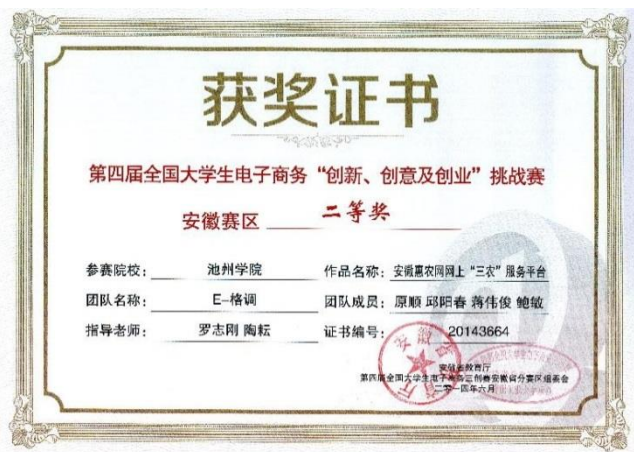 获奖证书
第四届全国大学生电子商务“创新、创意及创业”挑战赛
安徽赛区 二等奖
参赛院校： 池州学院 作品名称： 安徽惠农网网上“三农”服务平台
团队名称： E-格调 团队成员： 原顺 邱阳春 蒋伟俊 鲍敏
指导老师： 罗志刚 陶耘 证书编号： 20143664
安徽省教育厅
第四届全国大学生电子商务三创赛安徽省分赛区组委会
二零一四年六月